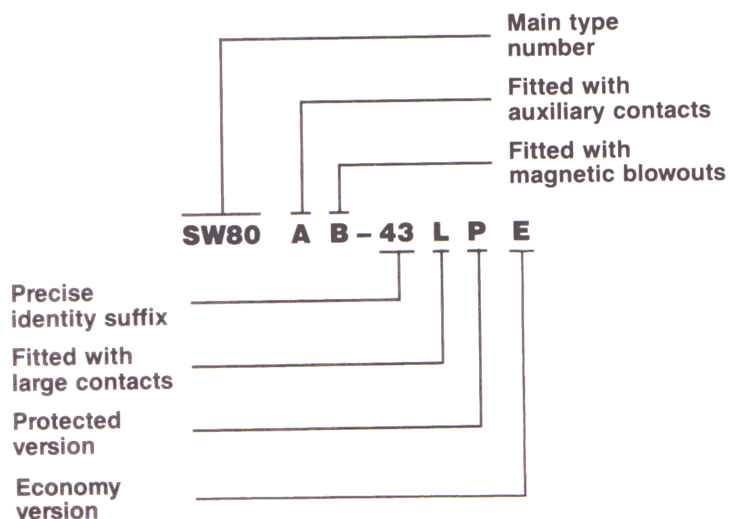 Main type
number
Fitted with
auxiliary contacts
Fitted with
magnetic blowouts
SW80 A B – 43 L P E
Precise
identity suffix
Fitted with
large contacts
Protected
version
Economy
version